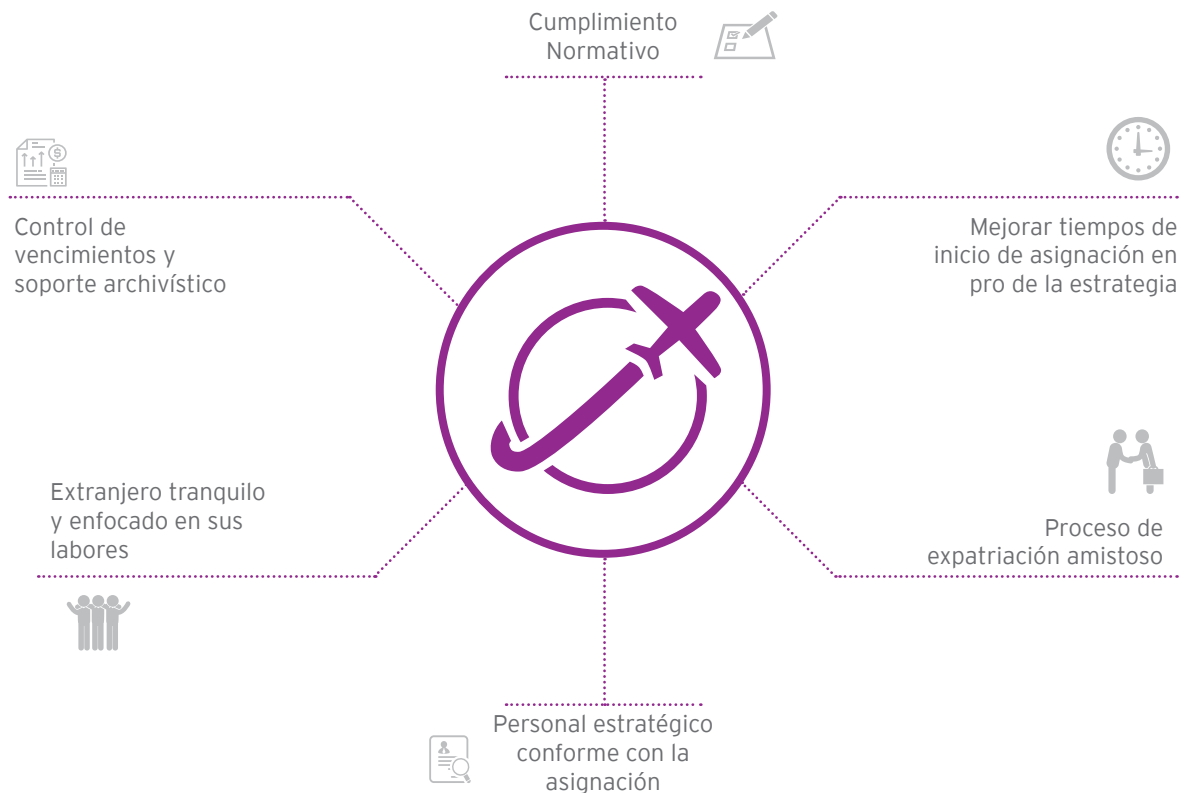 Cumplimiento
Normativo
Control de
vencimientos y
soporte archivístico
Mejorar tiempos de
inicio de asignación en
pro de la estrategia
Extranjero tranquilo
y enfocado en sus
labores
Proceso de
expatriación amistoso
Personal estratégico
conforme con la
asignación